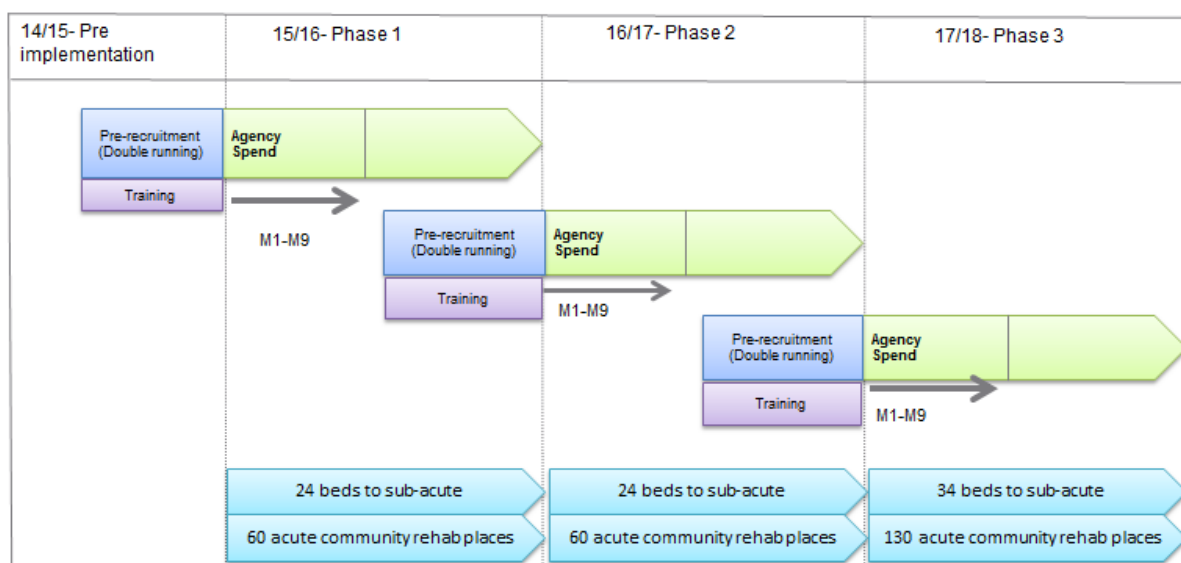 14/15- Pre
implementation
15/16- Phase 1
16/17- Phase 2
17/18- Phase 3
Pre-recruitment
(Double running)
Agency
Spend
Training
M1-M9
Pre-recruitment
(Double running)
Agency
Spend
Training
M1-M9
Pre-recruitment
(Double running)
Agency
Spend
Training
M1-M9
24 beds to sub-acute
24 beds to sub-acute
34 beds to sub-acute
60 acute community rehab places
60 acute community rehab places
130 acute community rehab places